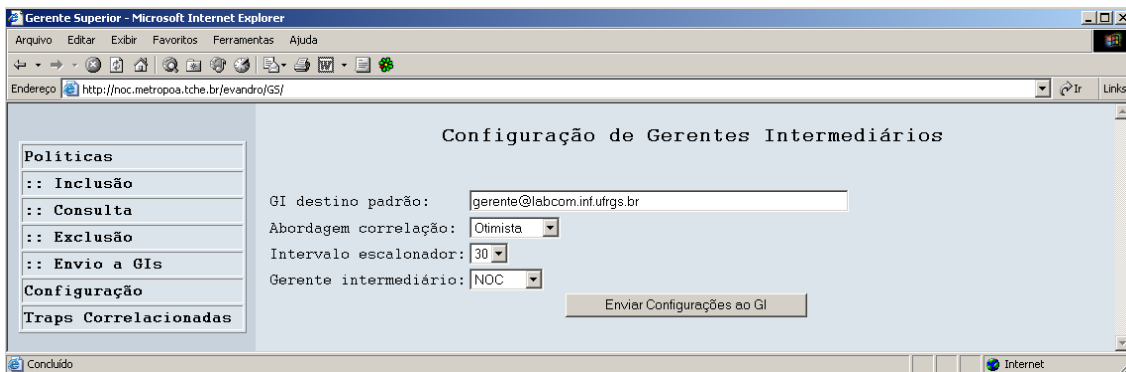 Gerente Superior - Microsoft Internet Explorer
Arquivo Editar Exibir Favoritos Ferramentas Ajuda
Endereço http://noc.metropoa.tche.br/evandro/GS/ Ir Links
Configuração de Gerentes Intermediários
Políticas
:: Inclusão
:: Consulta
:: Exclusão
:: Envio a GIs
Configuração
Traps Correlacionadas
GI destino padrão: gerente@labcom.inf.ufrgs.br
Abordagem correlação: Otimista
Intervalo escalonador: 30
Gerente intermediário: NOC
Enviar Configurações ao GI
Concluído Internet